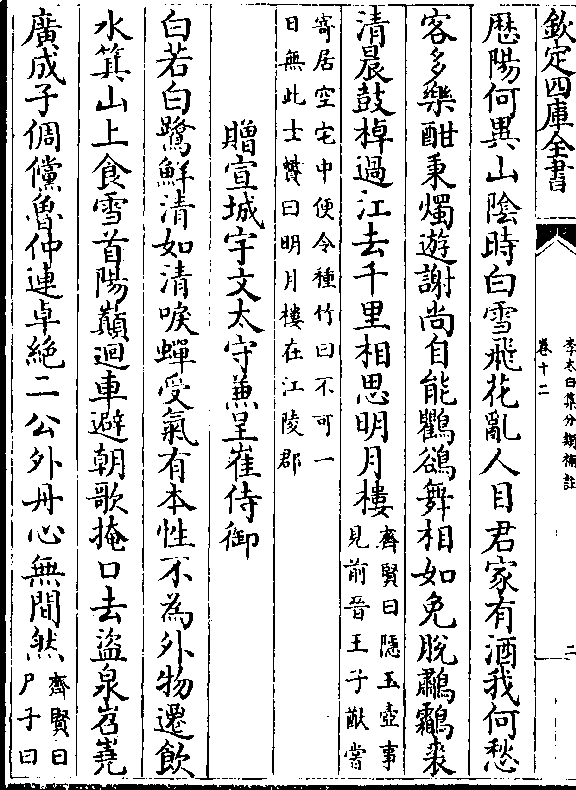 欽定四庫全書
李太白集分類補註
卷十二
二
歴陽何異山隂時白雪飛花亂人目君家有酒我何愁
客多樂酣秉燭遊謝尚自能鸜鵒舞相如免脱鷫鸘裘
清晨鼓棹過江去千里相思明月樓齊賢曰隠玉壺事
見前晉王子猷嘗
寄居空宅中便令種竹曰不可一
日無此士贇曰明月樓在江陵郡
贈宣城宇文太守兼呈崔侍御
白若白鷺鮮清如清唳蟬受氣有本性不為外物遷飲
水箕山上食雪首陽巔迴車避朝歌掩口去盜泉岧嶤
廣成子倜儻魯仲連卓絶二公外丹心無間然齊賢曰
尸子曰